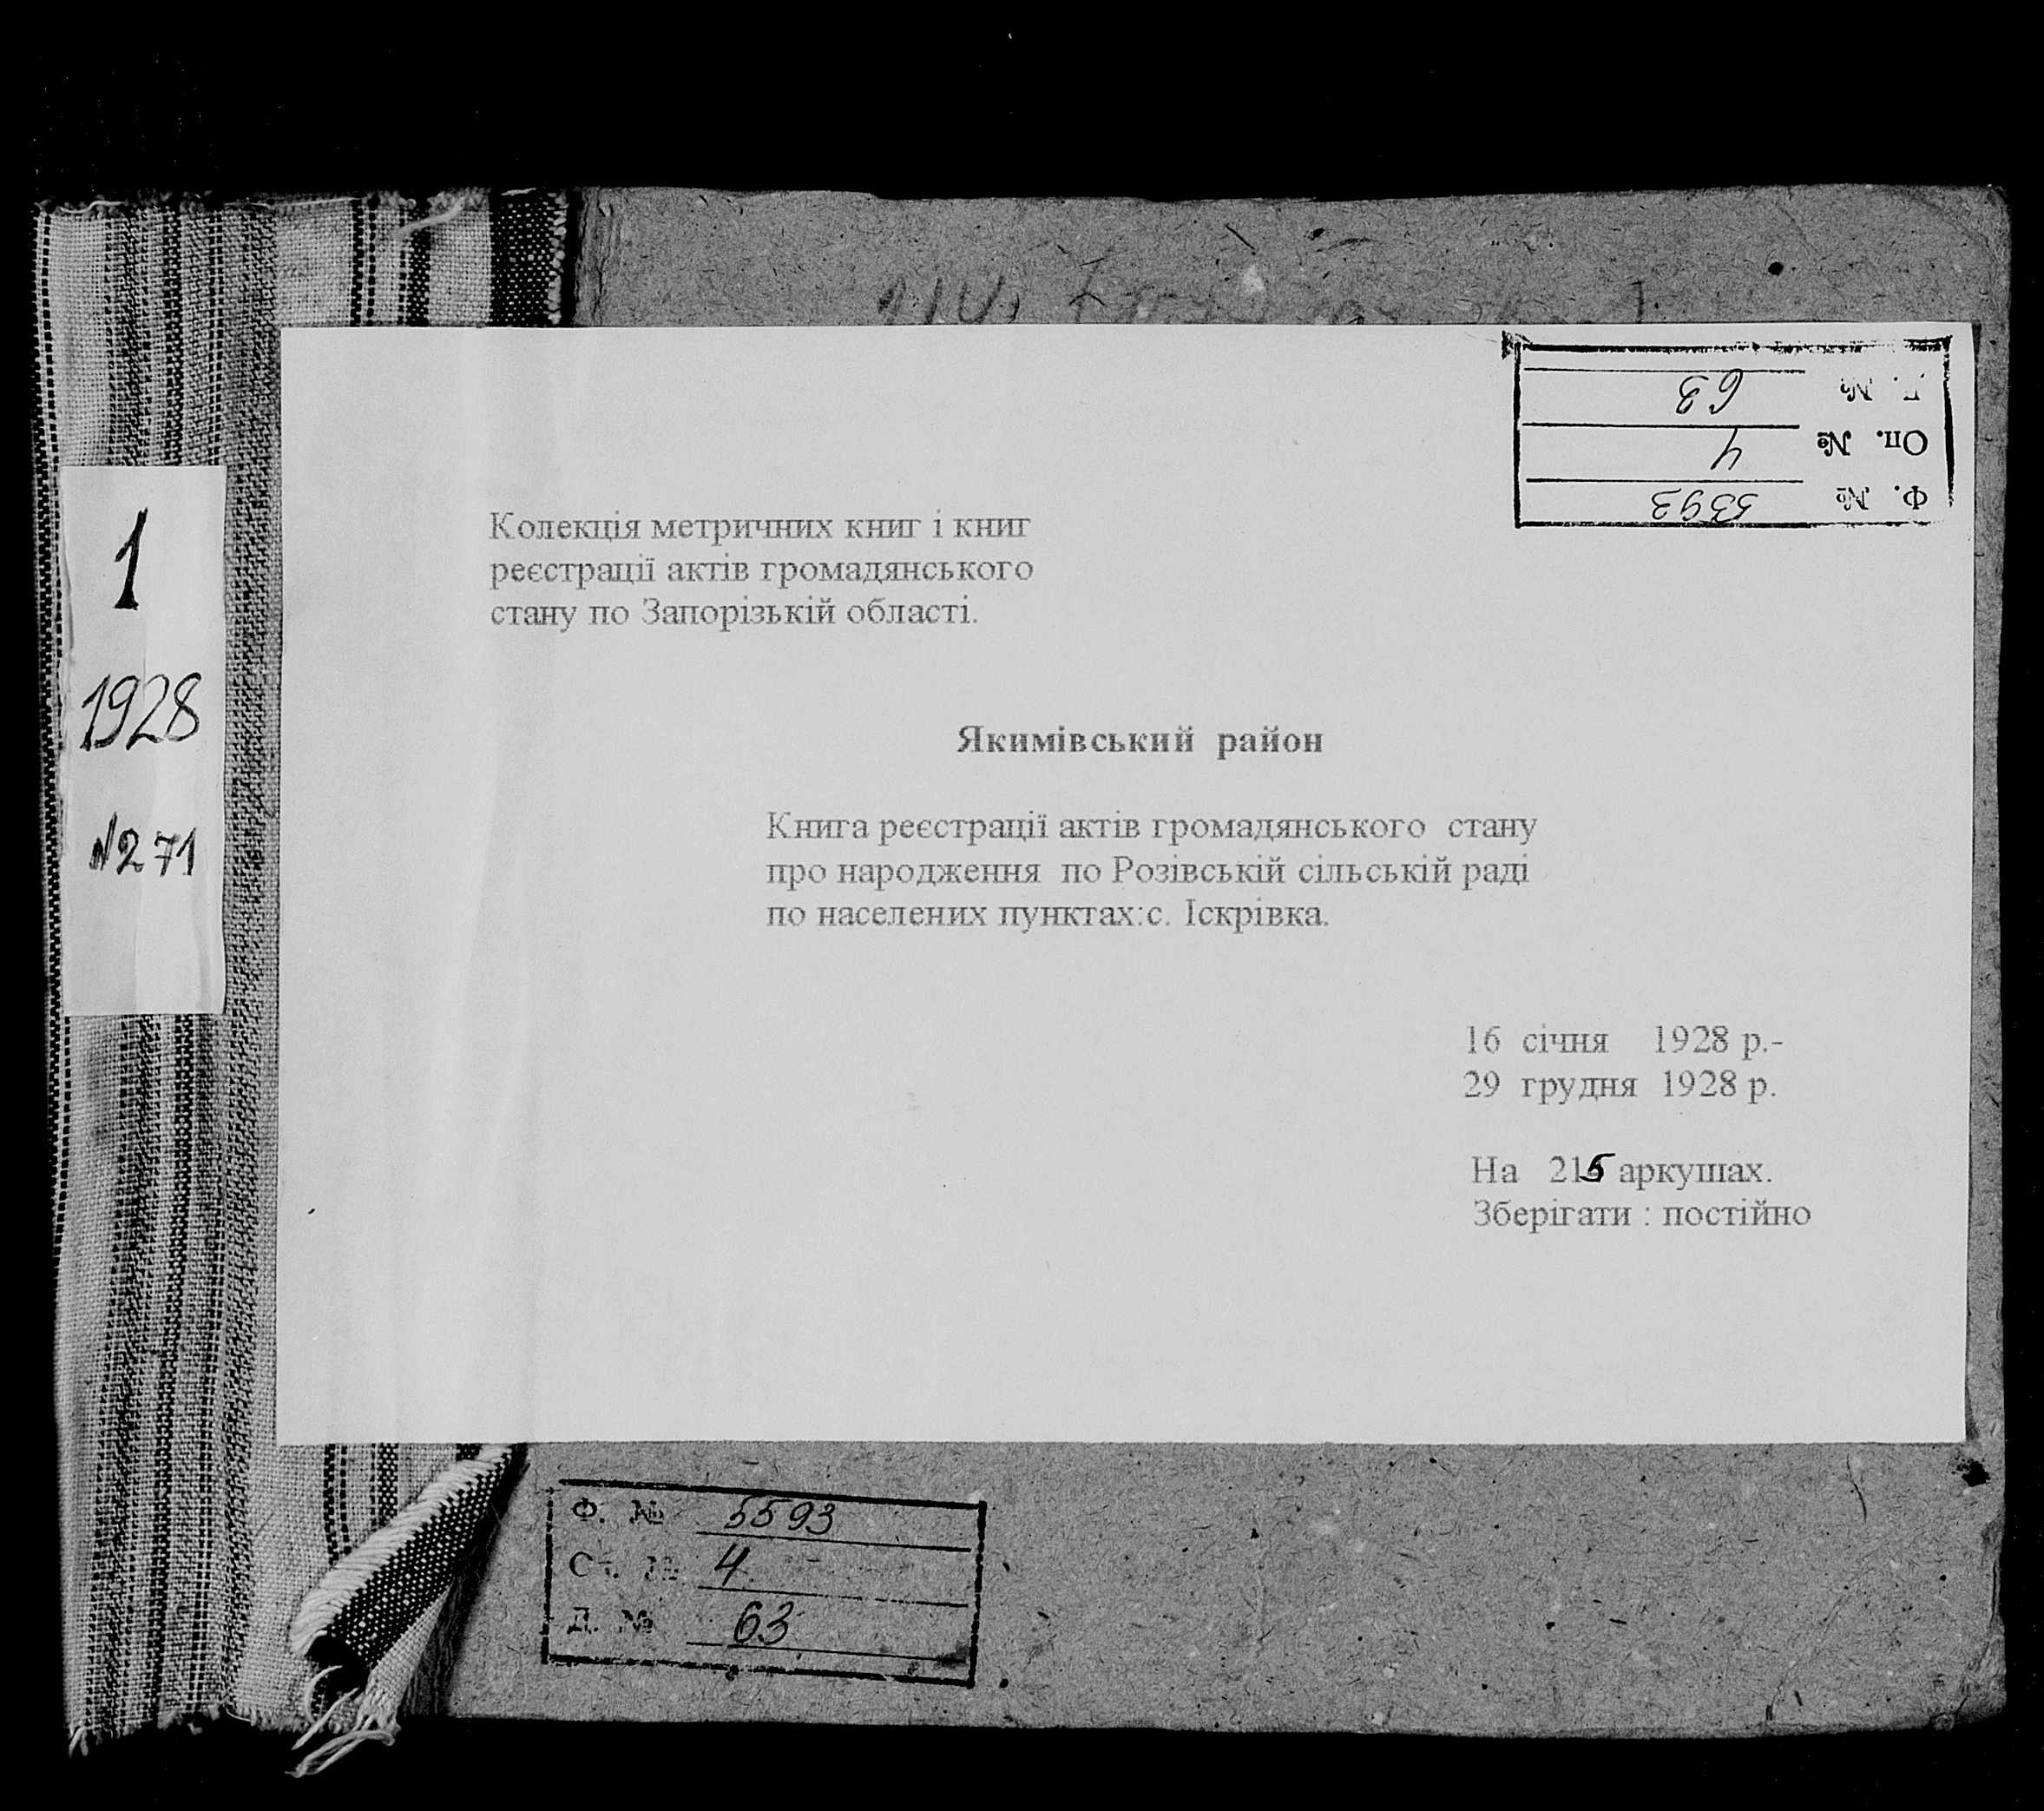 Ф. № 5593
Оп. № 4
№ 63
1
1928
N271
Колекція метричних книг і книг
реєстрації актів громадянського
стану по Запорізькій області.
Якимівський район
Книга реєстрації актів громадянського стану
про народження по Розівській сільській раді
по населених пунктах:с. Іскрівка.
16 січня 1928 р.-
29 грудня 1928 р.
На 215 аркушах.
Зберігати : постійно
Ф. № 5593
Оп. № 4
Д. № 63